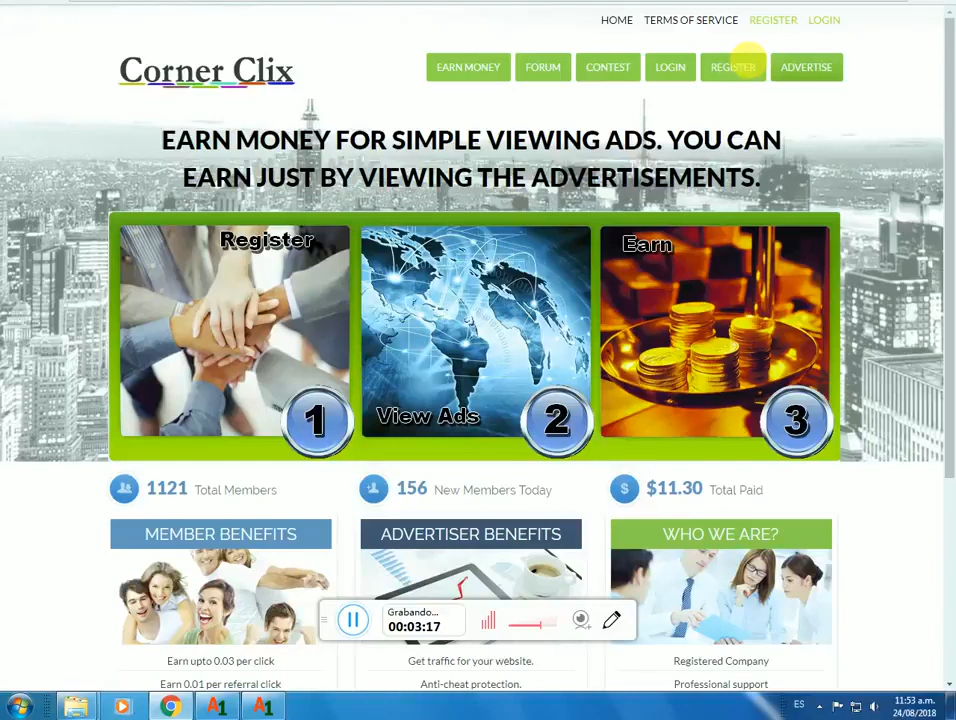 HOME TERMS OF SERVICE REGISTER LOGIN
Corner Clix
EARN MONEY FORUM CONTEST LOGIN REGISTER ADVERTISE
EARN MONEY FOR SIMPLE VIEWING ADS. YOU CAN
EARN JUST BY VIEWING THE ADVERTISEMENTS.
Register
1
View Ads
2
Earn
3
1121 Total Members
156 New Members Today
$ $11.30 Total Paid
MEMBER BENEFITS
ADVERTISER BENEFITS
WHO WE ARE?
Grabando...
00:03:17
Earn upto 0.03 per click
Get traffic for your website.
Registered Company
Earn 0.01 per referral click
Anti-cheat protection.
Professional support
A1
A1
ES
11:53 a.m.
24/08/2018